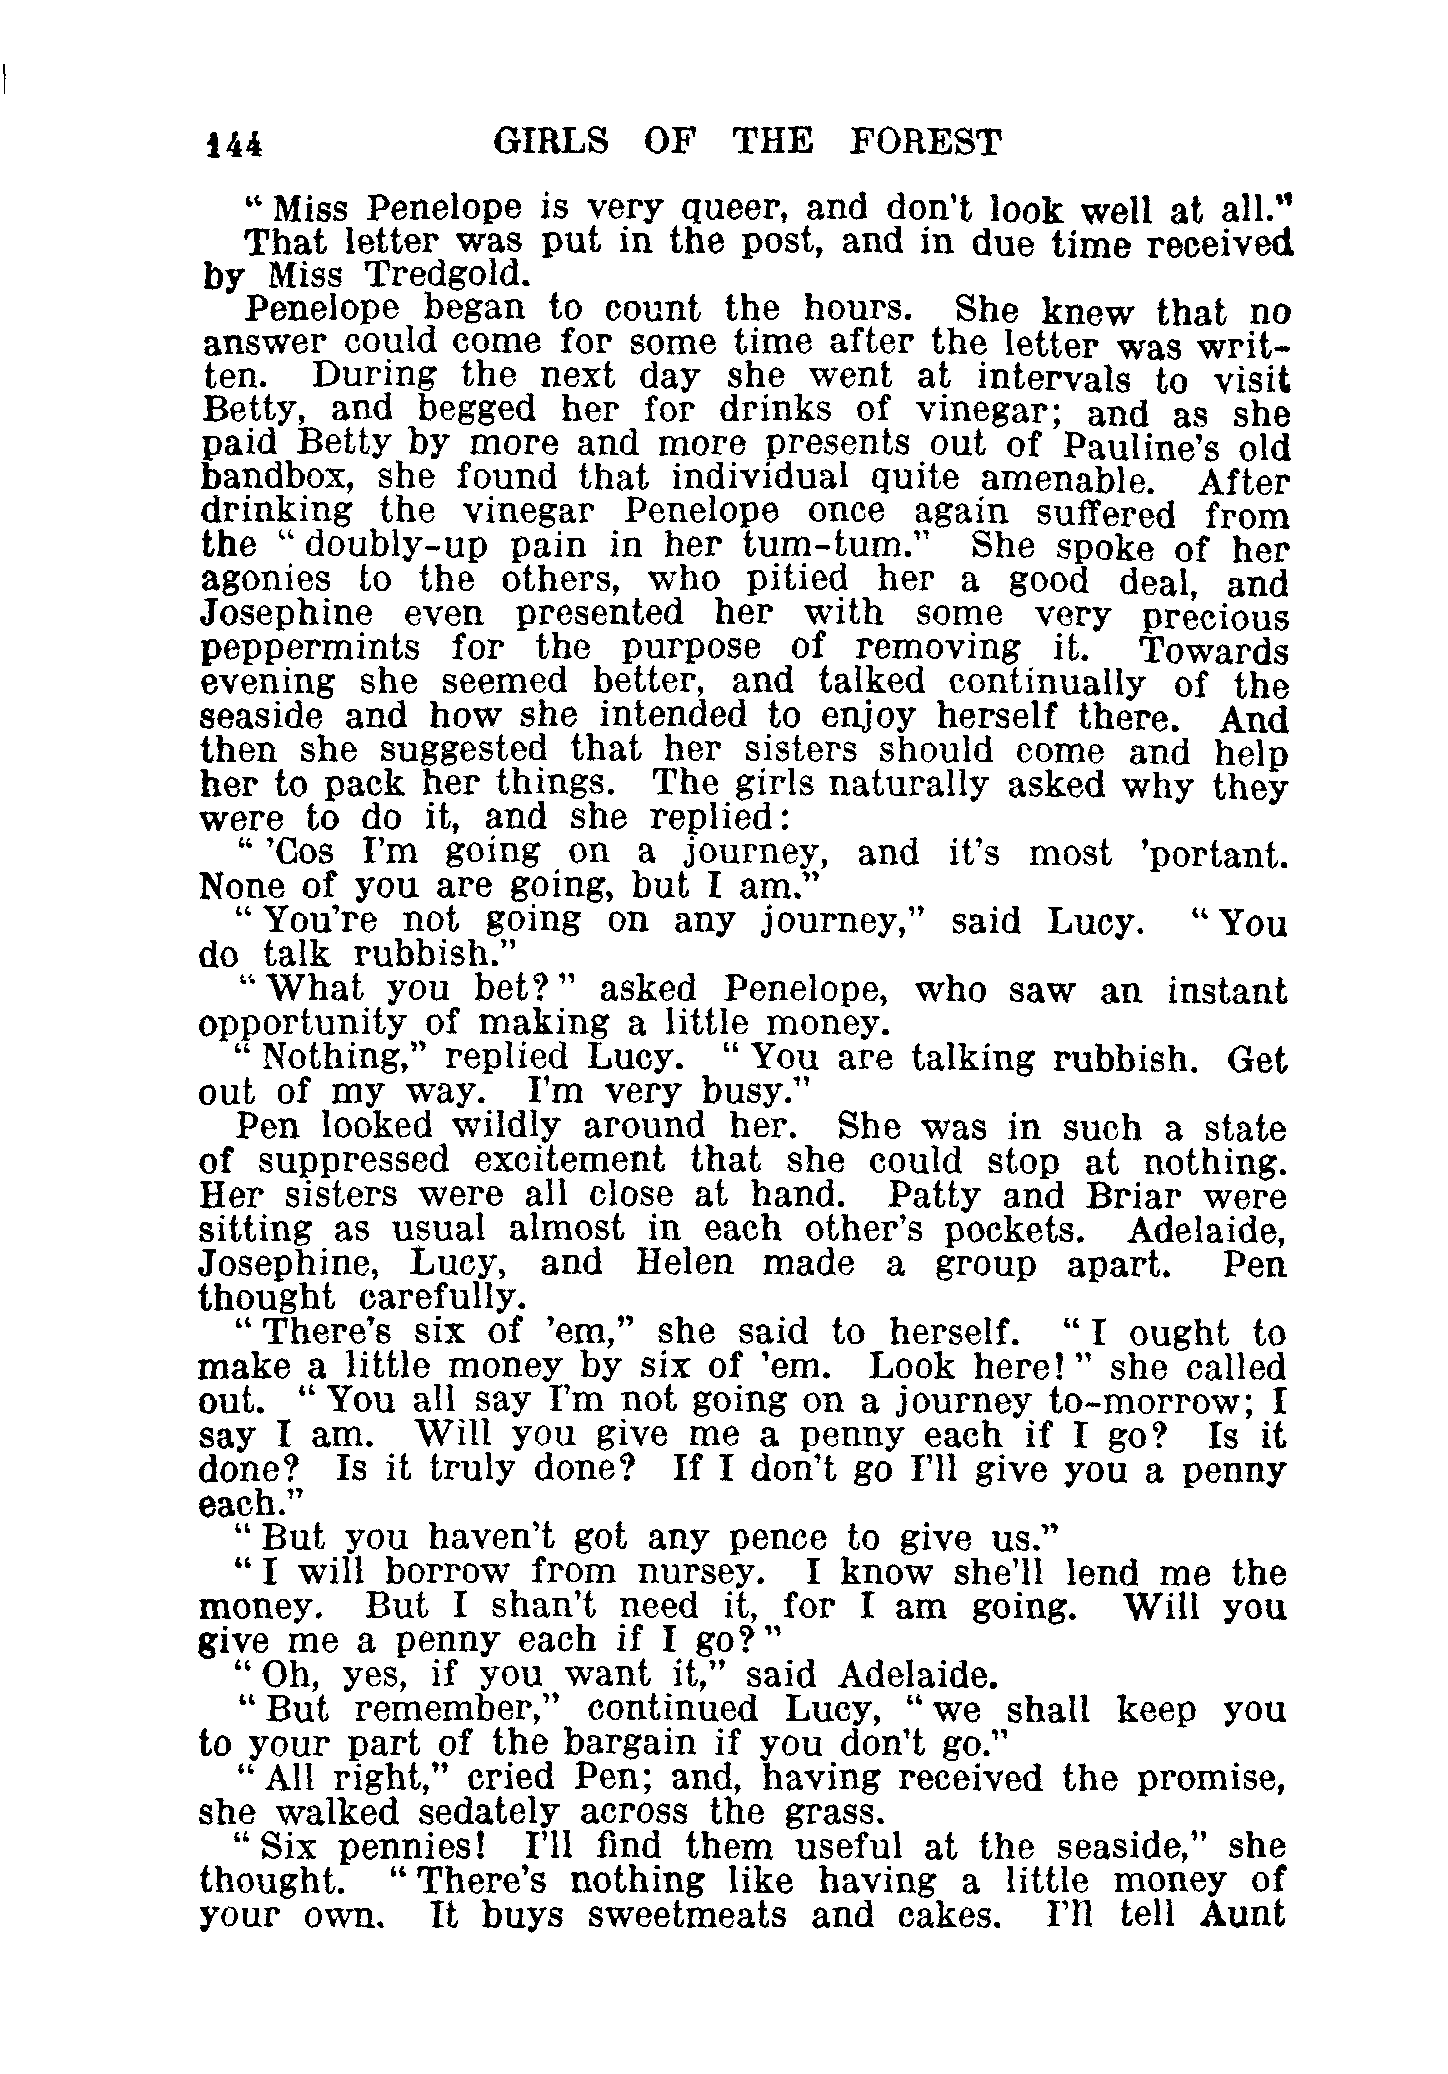 144 GIRLS OF THE FOREST
“ Miss Penelope is very queer, and don't look well at all.”
That letter was put in the post, and in due time received
by Miss Tredgold.
Penelope began to count the hours. She knew that no
answer could come for some time after the letter was writ-
ten. During the next day she went at intervals to visit
Betty, and begged her for drinks of vinegar; and as she
paid Betty by more and more presents out of Pauline's old
bandbox, she found that individual quite amenable. After
drinking the vinegar Penelope once again suffered from
the “ doubly-up pain in her tum-tum.” She spoke of her
agonies to the others, who pitied her a good deal, and
Josephine even presented her with some very precious
peppermints for the purpose of removing it. Towards
evening she seemed better, and talked continually of the
seaside and how she intended to enjoy herself there. And
then she suggested that her sisters should come and help
her to pack her things. The girls naturally asked why they
were to do it, and she replied:
“ ’Cos I'm going on a journey, and it's most ’portant.
None of you are going, but I am.”
“ You're not going on any journey,” said Lucy. “ You
do talk rubbish.”
“ What you bet? ” asked Penelope, who saw an instant
opportunity of making a little money.
“ Nothing,” replied Lucy. “ You are talking rubbish. Get
out of my way. I'm very busy.”
Pen looked wildly around her. She was in such a state
of suppressed excitement that she could stop at nothing.
Her sisters were all close at hand. Patty and Briar were
sitting as usual almost in each other's pockets. Adelaide,
Josephine, Lucy, and Helen made a group apart. Pen
thought carefully.
“ There's six of ’em,” she said to herself. “ I ought to
make a little money by six of ’em. Look here! ” she called
out. “ You all say I'm not going on a journey to-morrow; I
say I am. Will you give me a penny each if I go? Is it
done? Is it truly done? If I don't go I'll give you a penny
each.”
“ But you haven't got any pence to give us.”
“ I will borrow from nursey. I know she'll lend me the
money. But I shan't need it, for I am going. Will you
give me a penny each if I go? ”
“ Oh, yes, if you want it,” said Adelaide.
“ But remember,” continued Lucy, “ we shall keep you
to your part of the bargain if you don't go.”
“ All right,” cried Pen; and, having received the promise,
she walked sedately across the grass.
“ Six pennies! I'll find them useful at the seaside,” she
thought. “ There's nothing like having a little money of
your own. It buys sweetmeats and cakes. I'll tell Aunt